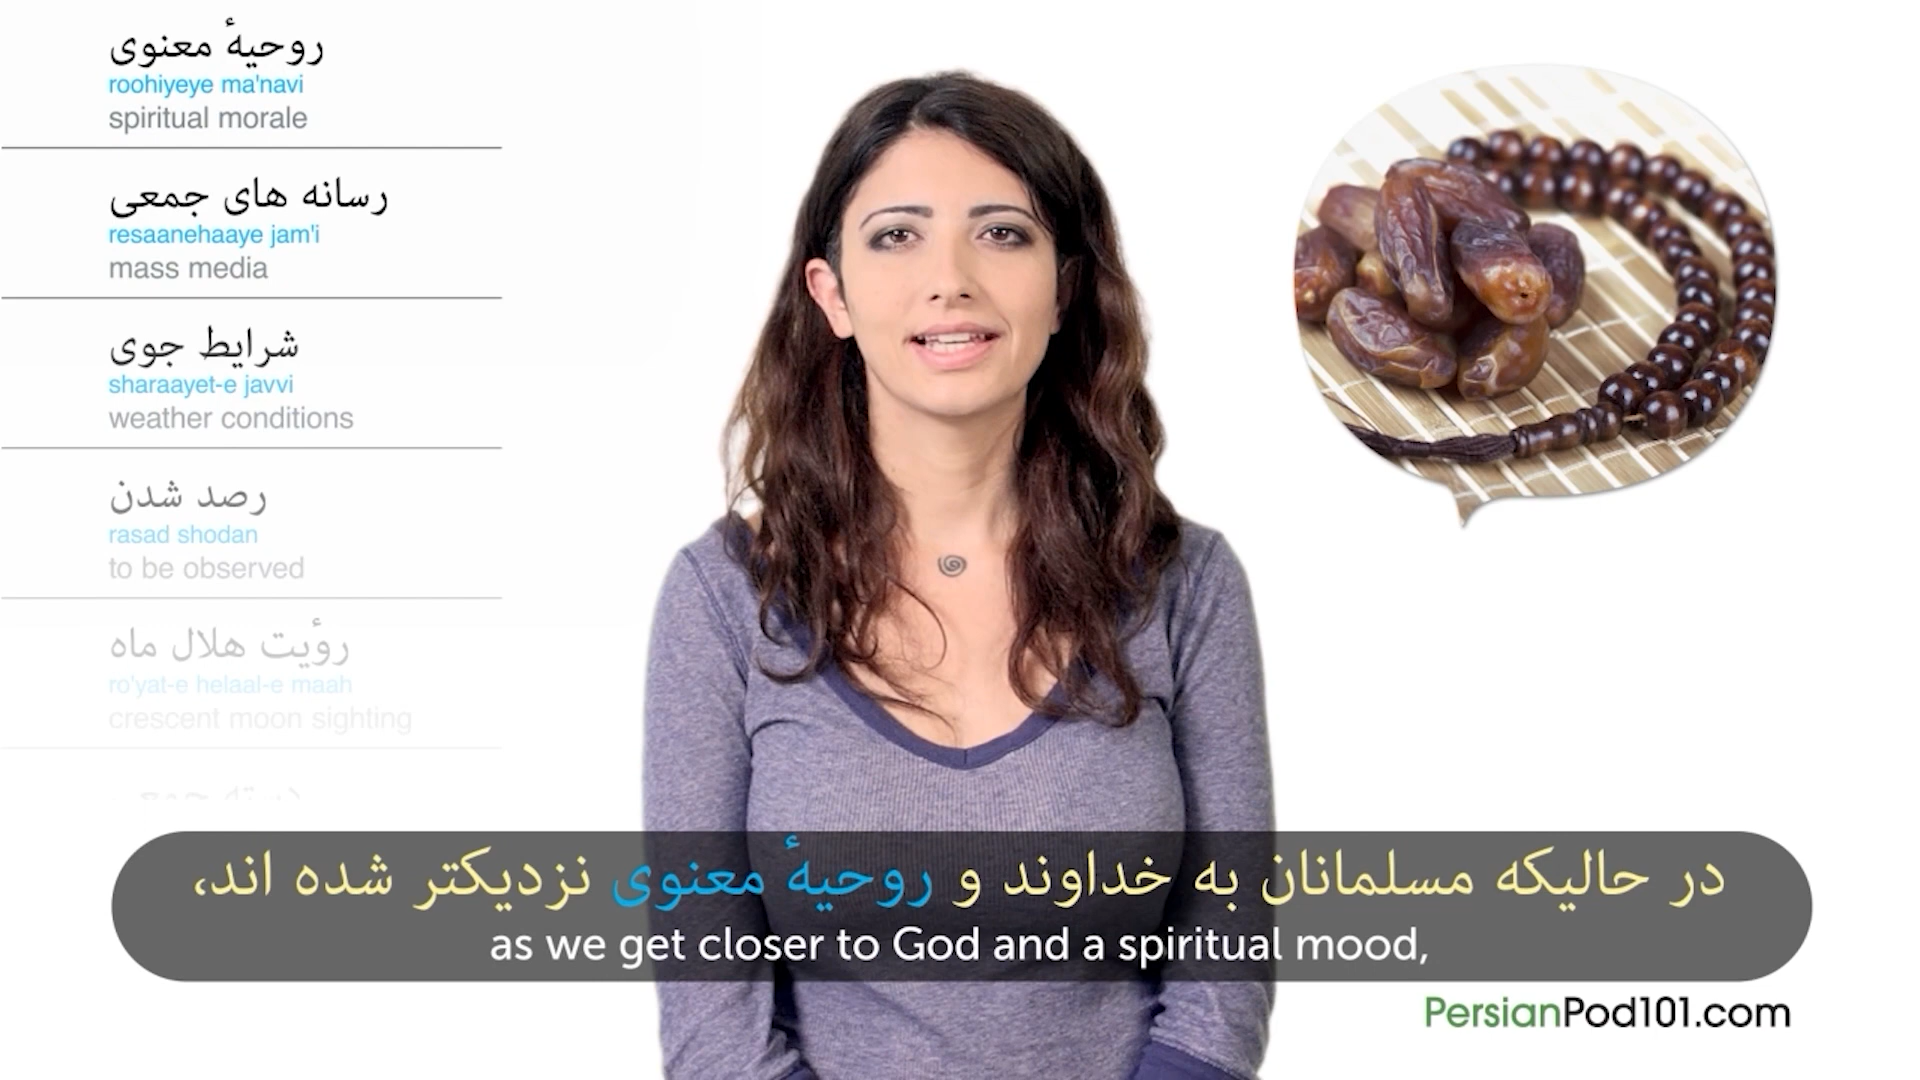 روحیهٔ معنوی
roohiyeye ma'navi
spiritual morale
رسانه های جمعی
resaanehaaye jam'i
mass media
شرایط جوی
sharaayet-e javvi
weather conditions
رصد شدن
rasad shodan
to be observed
رؤیت هلال ماه
ro'yat-e helaal-e maah
crescent moon sighting
در حالیکه مسلمانان به خداوند و روحیهٔ معنوی نزدیکتر شده اند،
as we get closer to God and a spiritual mood,
PersianPod101.com